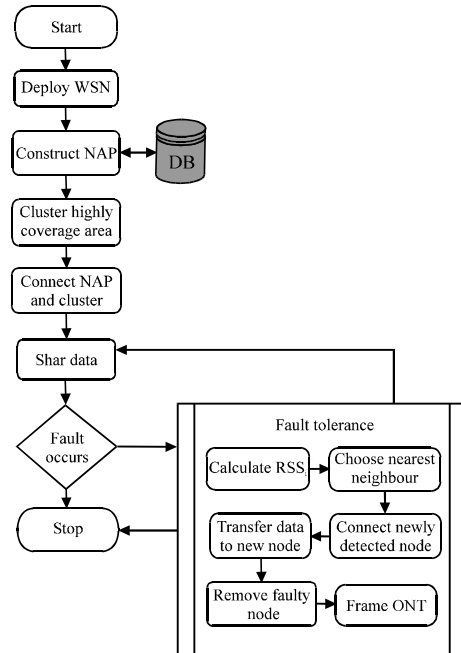 Start
Deploy WSN
Construct NAP
DB
Cluster highly
coverage area
Connect NAP
and cluster
Shar data
Fault
occurs
Stop
Fault tolerance
Calculate RSSi
Choose nearest
neighbour
Connect newly
detected node
Transfer data
to new node
Remove faulty
node
Frame ONT